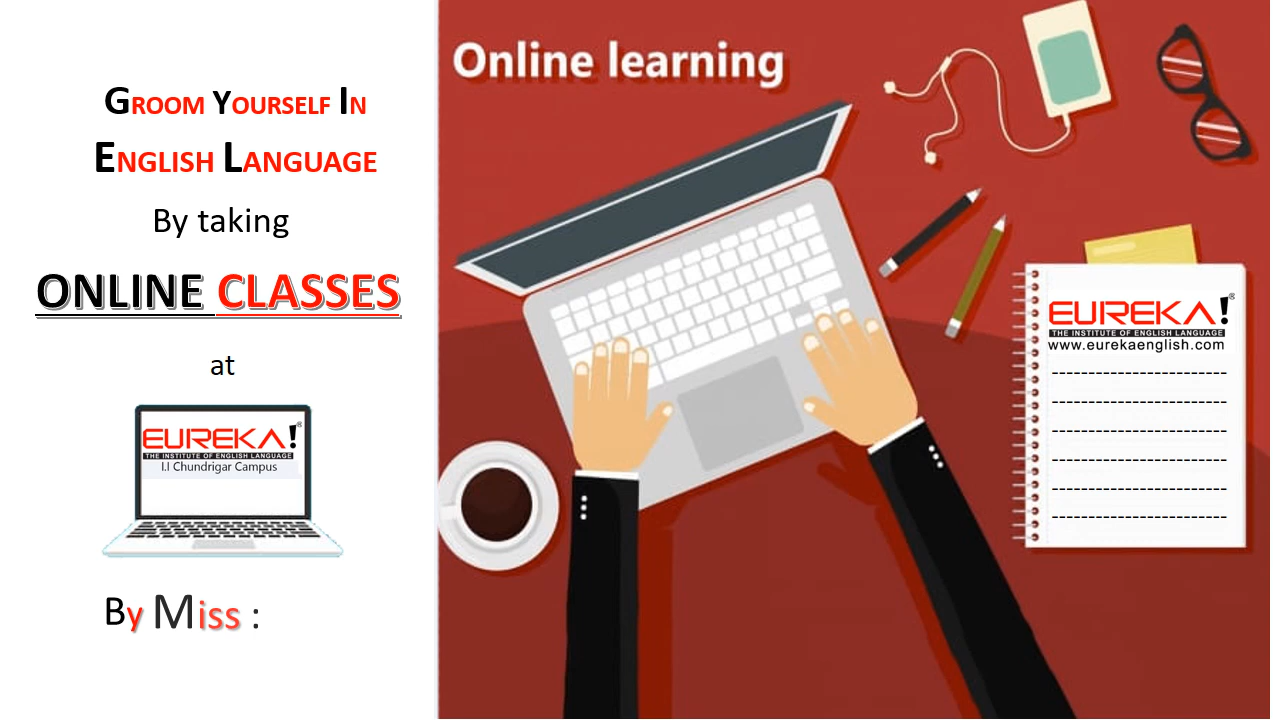 Groom Yourself In
English Language
By taking
ONLINE CLASSES
at
EUREKA!®
THE INSTITUTE OF ENGLISH LANGUAGE
I.I Chundrigar Campus
By Miss :
Online learning
EUREKA!®
THE INSTITUTE OF ENGLISH LANGUAGE
www.eurekaenglish.com